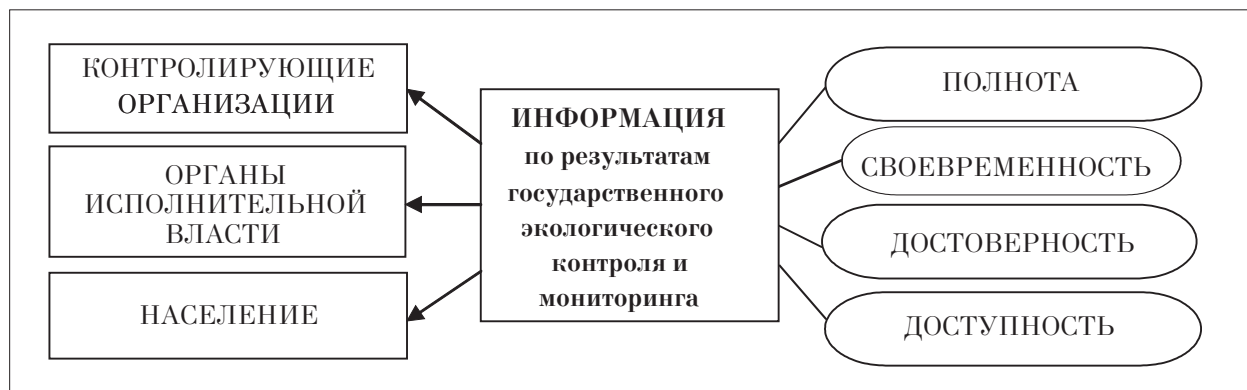 КОНТРОЛИРУЮЩИЕ
ОРГАНИЗАЦИИ
ОРГАНЫ
ИСПОЛНИТЕЛЬНОЙ
ВЛАСТИ
НАСЕЛЕНИЕ
ИНФОРМАЦИЯ
по результатам
государственного
экологического
контроля и
мониторинга
ПОЛНОТА
СВОЕВРЕМЕННОСТЬ
ДОСТОВЕРНОСТЬ
ДОСТУПНОСТЬ